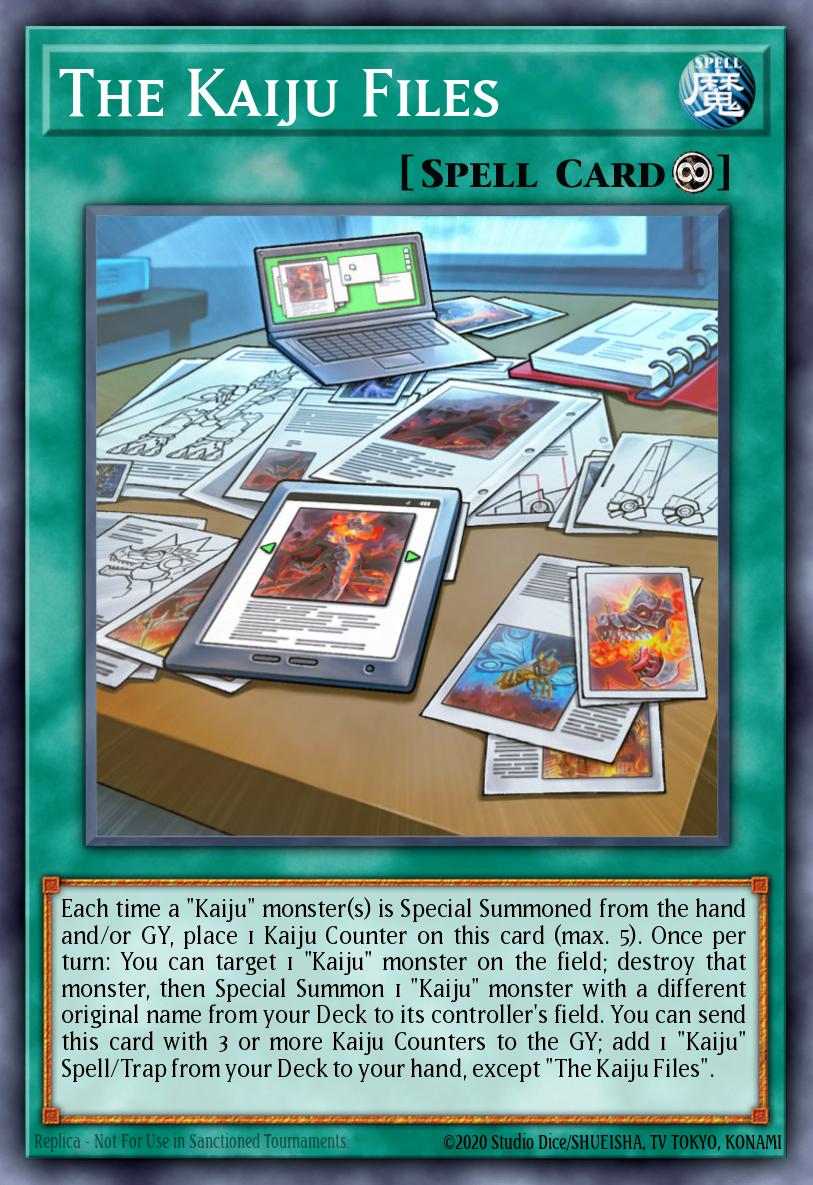 The Kaiju Files
SPELL
魔
[Spell Card]
Each time a "Kaiju" monster(s) is Special Summoned from the hand
and/or GY, place 1 Kaiju Counter on this card (max. 5). Once per
turn: You can target 1 "Kaiju" monster on the field; destroy that
monster, then Special Summon 1 "Kaiju" monster with a different
original name from your Deck to its controller's field. You can send
this card with 3 or more Kaiju Counters to the GY; add 1 "Kaiju"
Spell/Trap from your Deck to your hand, except "The Kaiju Files".
Replica - Not For Use in Sanctioned Tournaments.
©2020 Studio Dice/SHUEISHA, TV TOKYO, KONAMI